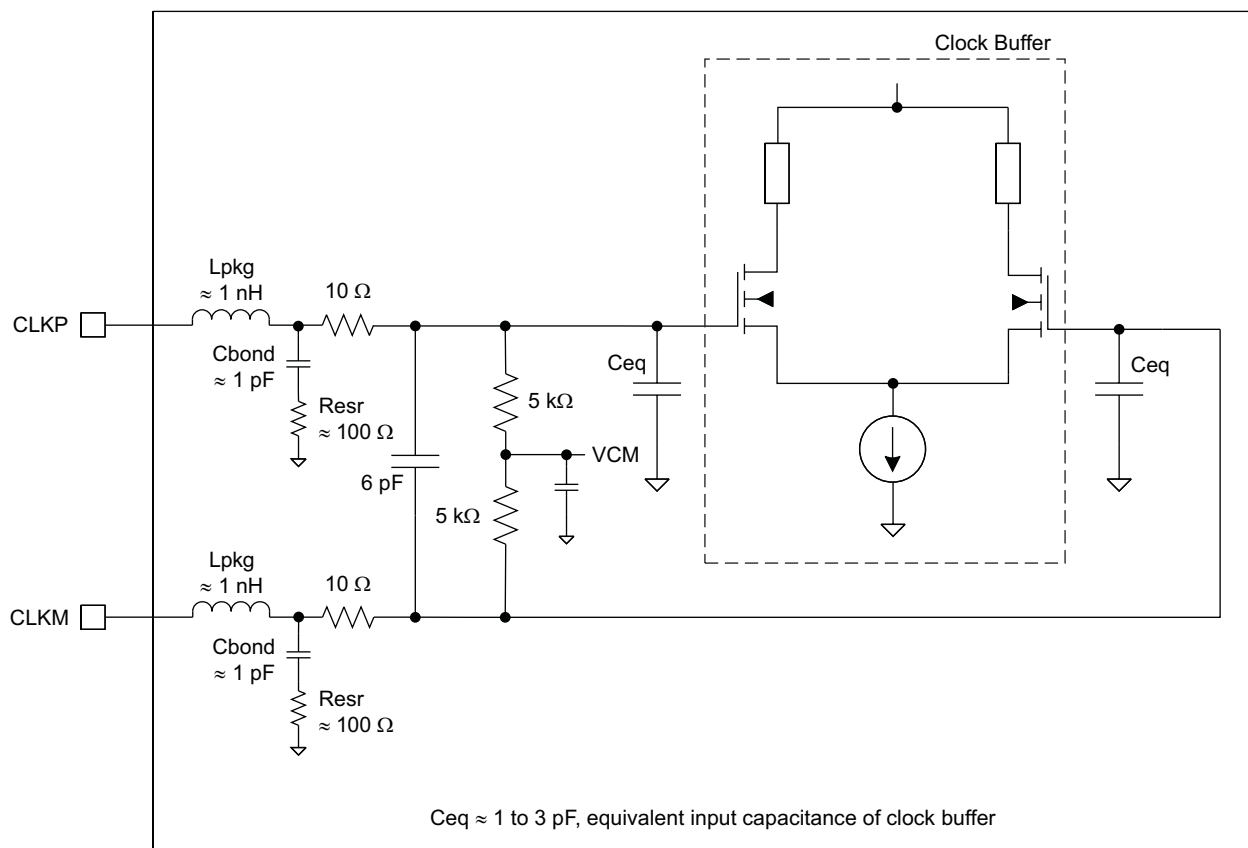 Clock Buffer
Lpkg
≈ 1 nH
10 Ω
CLKP
Cbond
≈ 1 pF
Resr
≈ 100 Ω
6 pF
5 kΩ
VCM
5 kΩ
Ceq
Ceq
Lpkg
≈ 1 nH
10 Ω
CLKM
Cbond
≈ 1 pF
Resr
≈ 100 Ω
Ceq ≈ 1 to 3 pF, equivalent input capacitance of clock buffer